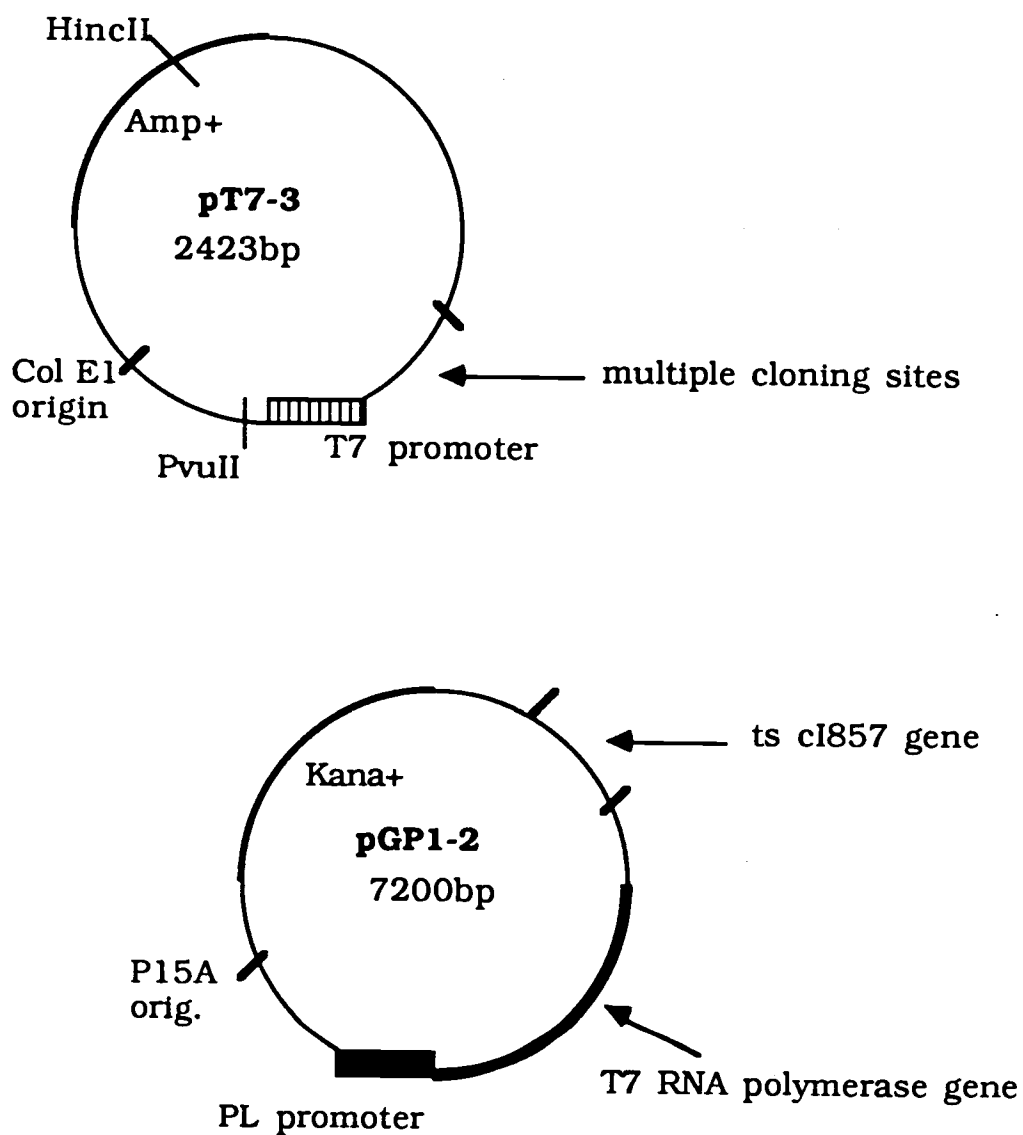 HincII
Amp+
pT7-3
2423bp
Col E1
origin
multiple cloning sites
T7 promoter
PvuII
ts cI857 gene
Kana+
pGP1-2
7200bp
P15A
orig.
T7 RNA polymerase gene
PL promoter